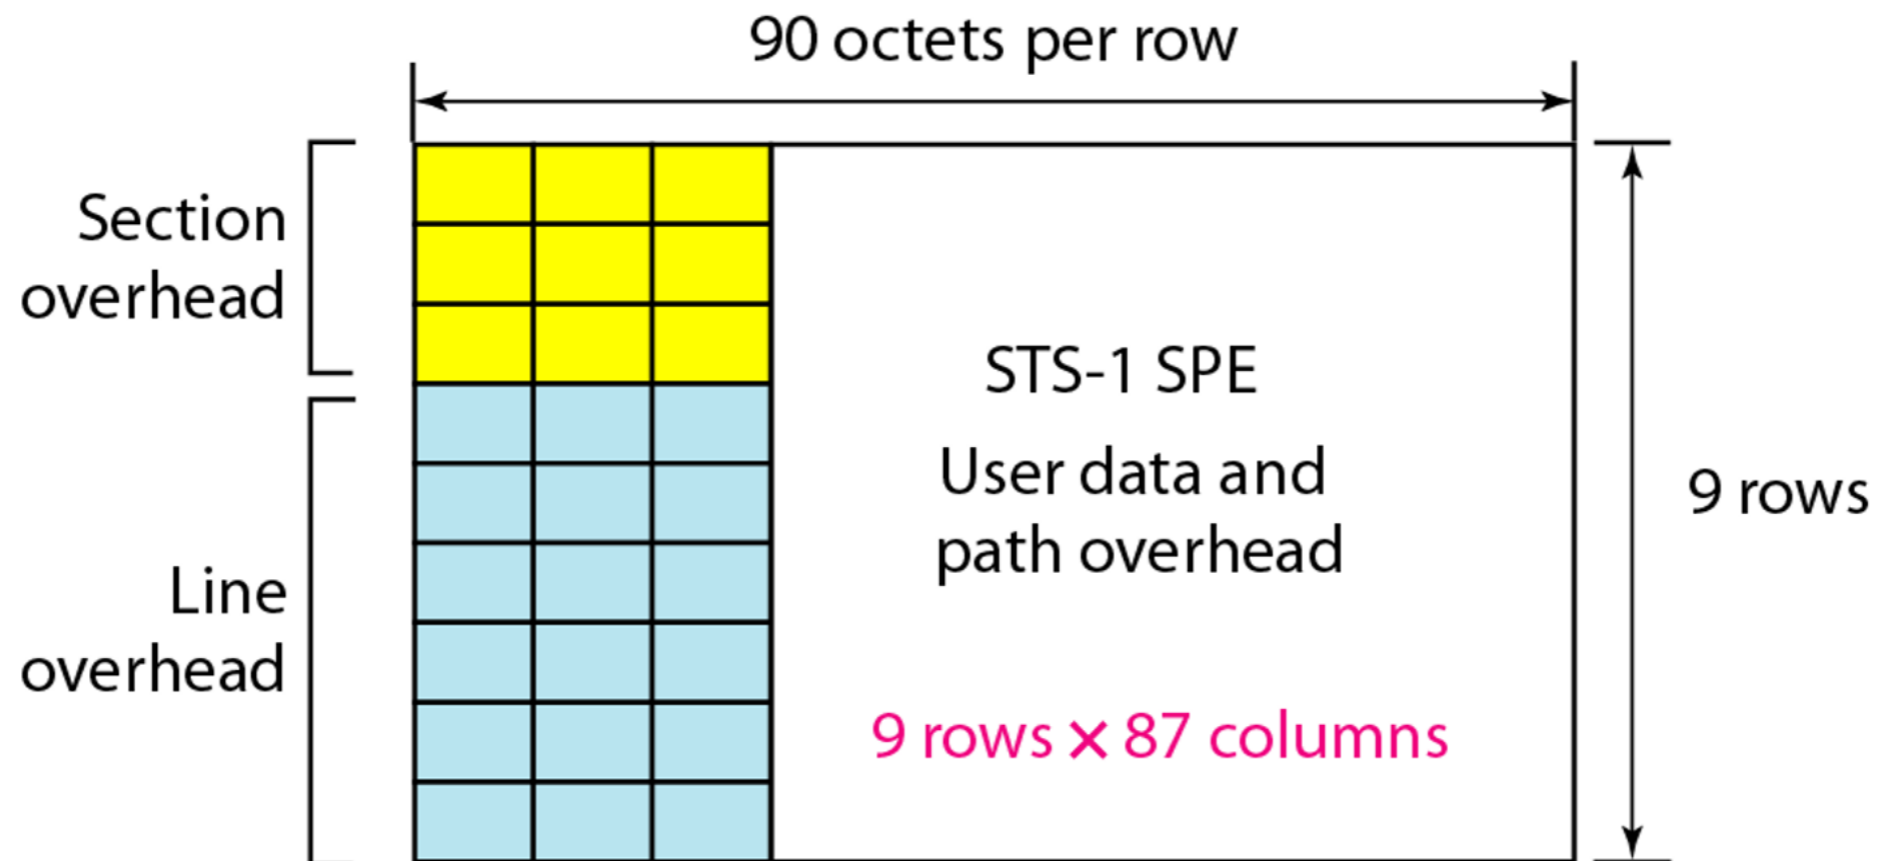 90 octets per row
Section
overhead
STS-1 SPE
User data and
path overhead
9 rows
Line
overhead
9 rows × 87 columns